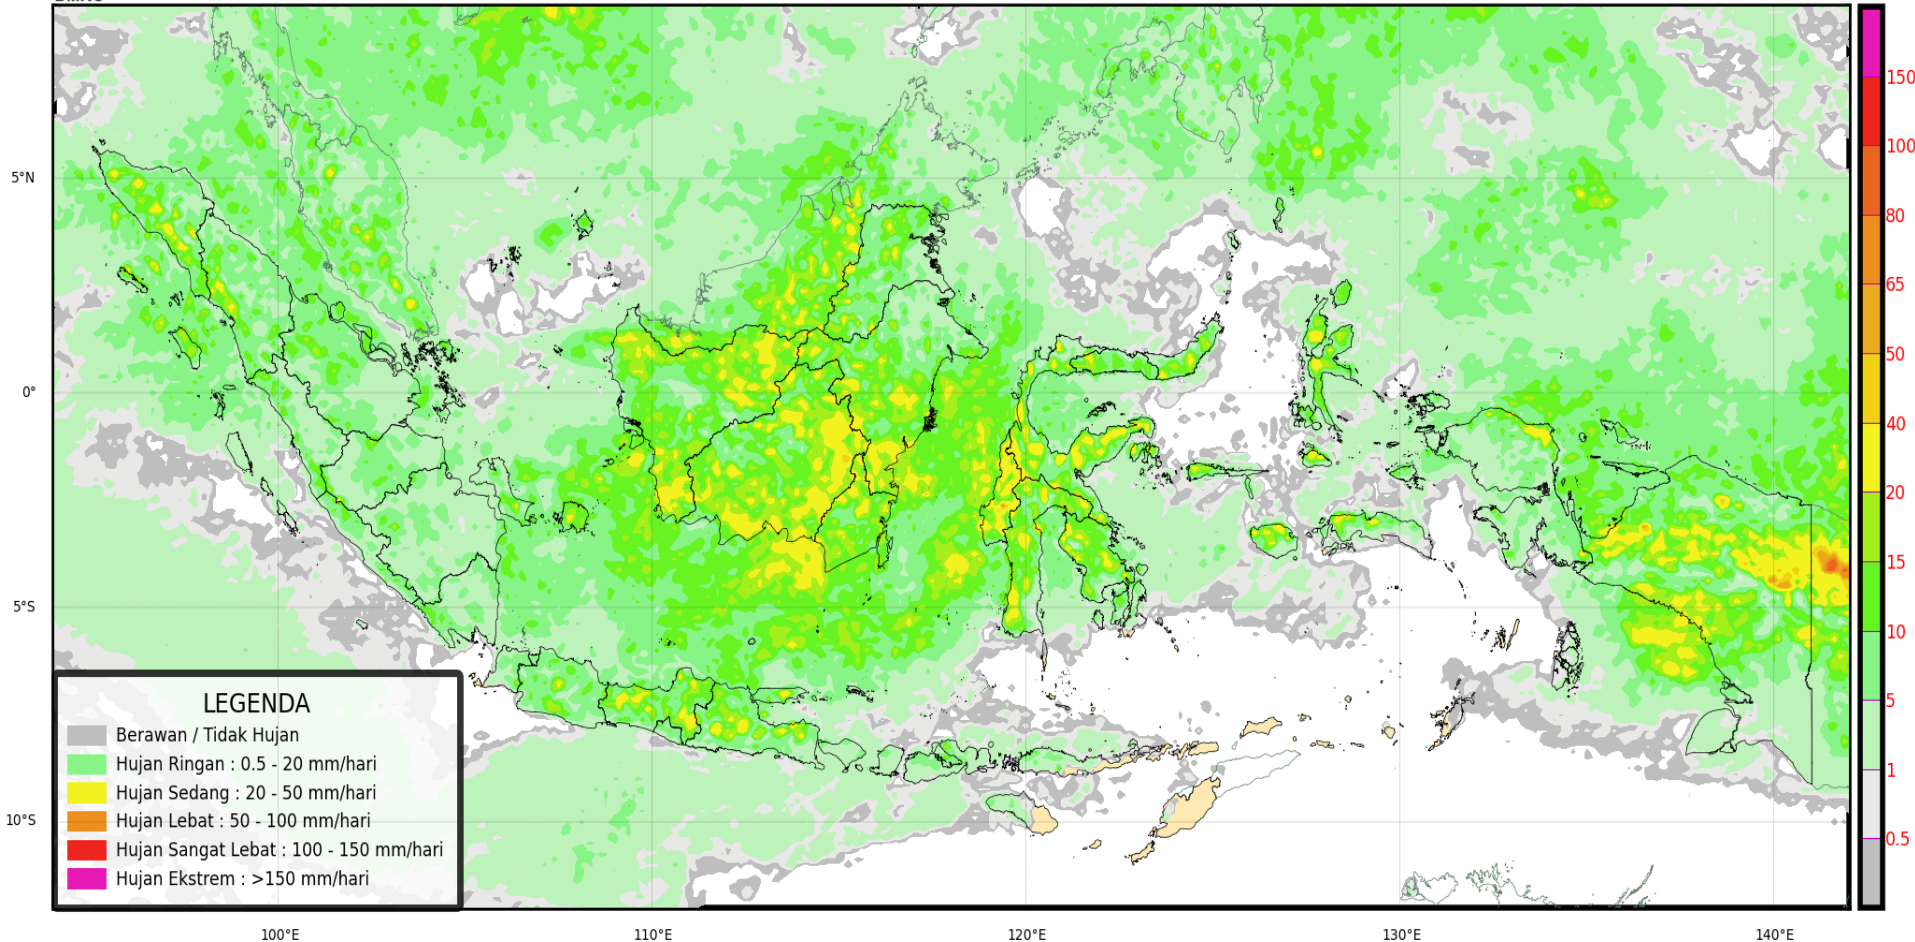 5°N
0°
5°S
10°S
100°E
110°E
120°E
130°E
140°E
LEGENDA
Berawan / Tidak Hujan
Hujan Ringan : 0.5 - 20 mm/hari
Hujan Sedang : 20 - 50 mm/hari
Hujan Lebat : 50 - 100 mm/hari
Hujan Sangat Lebat : 100 - 150 mm/hari
Hujan Ekstrem : >150 mm/hari
150
100
80
65
50
40
20
15
10
5
1
0.5